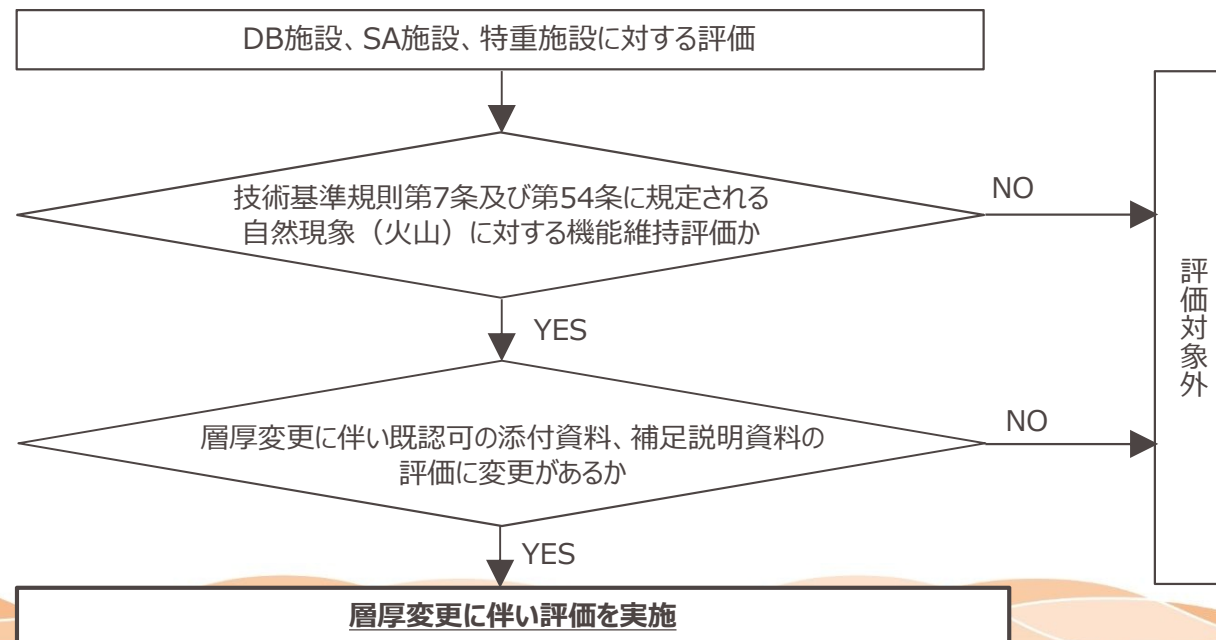 DB施設、SA施設、特重施設に対する評価
技術基準規則第7条及び第54条に規定される
自然現象（火山）に対する機能維持評価か
NO
YES
層厚変更に伴い既認可の添付資料、補足説明資料の
評価に変更があるか
NO
YES
層厚変更に伴い評価を実施
評価対象外